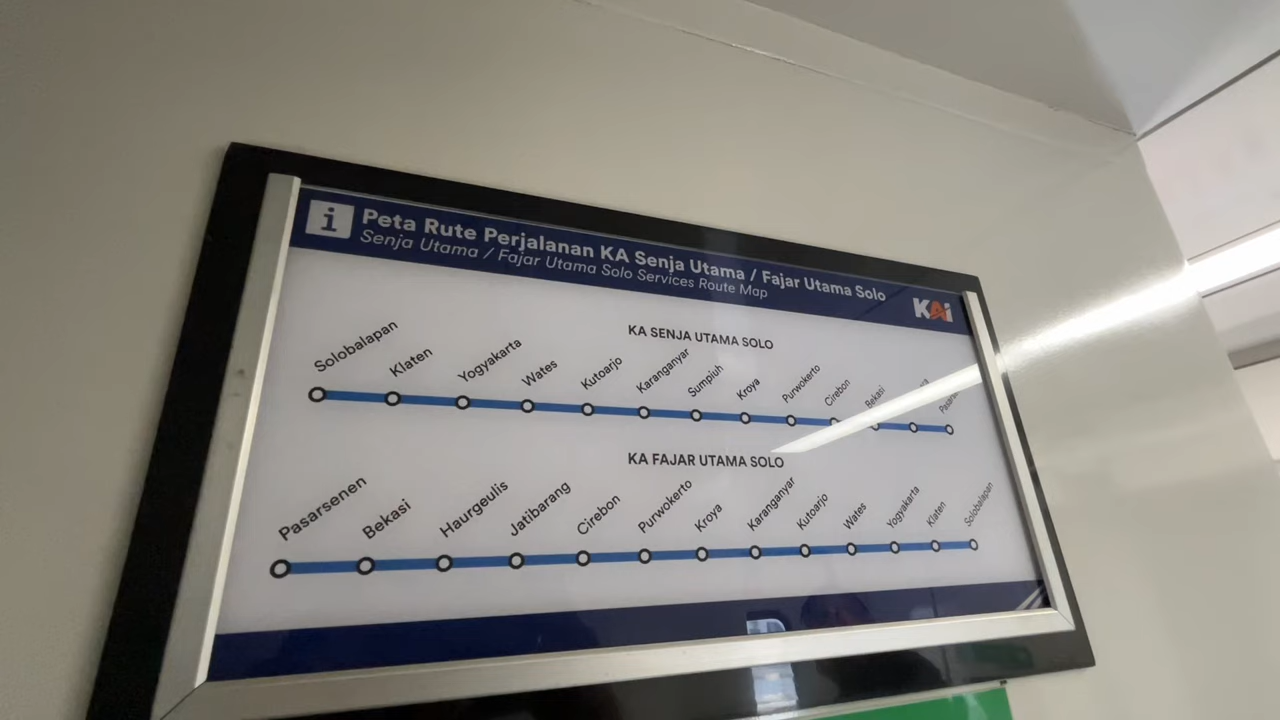 i
Peta Rute Perjalanan KA Senja Utama / Fajar Utama Solo
Senja Utama / Fajar Utama Solo Services Route Map
KAI
KA SENJA UTAMA SOLO
Solobalapan
Klaten
Yogyakarta
Wates
Kutoarjo
Karanganyar
Sumpiuh
Kroya
Purwokerto
Cirebon
Bekasi
KA FAJAR UTAMA SOLO
Pasarsenen
Bekasi
Haurgeulis
Jatibarang
Cirebon
Purwokerto
Kroya
Karanganyar
Kutoarjo
Wates
Yogyakarta
Klaten
Solobalapan